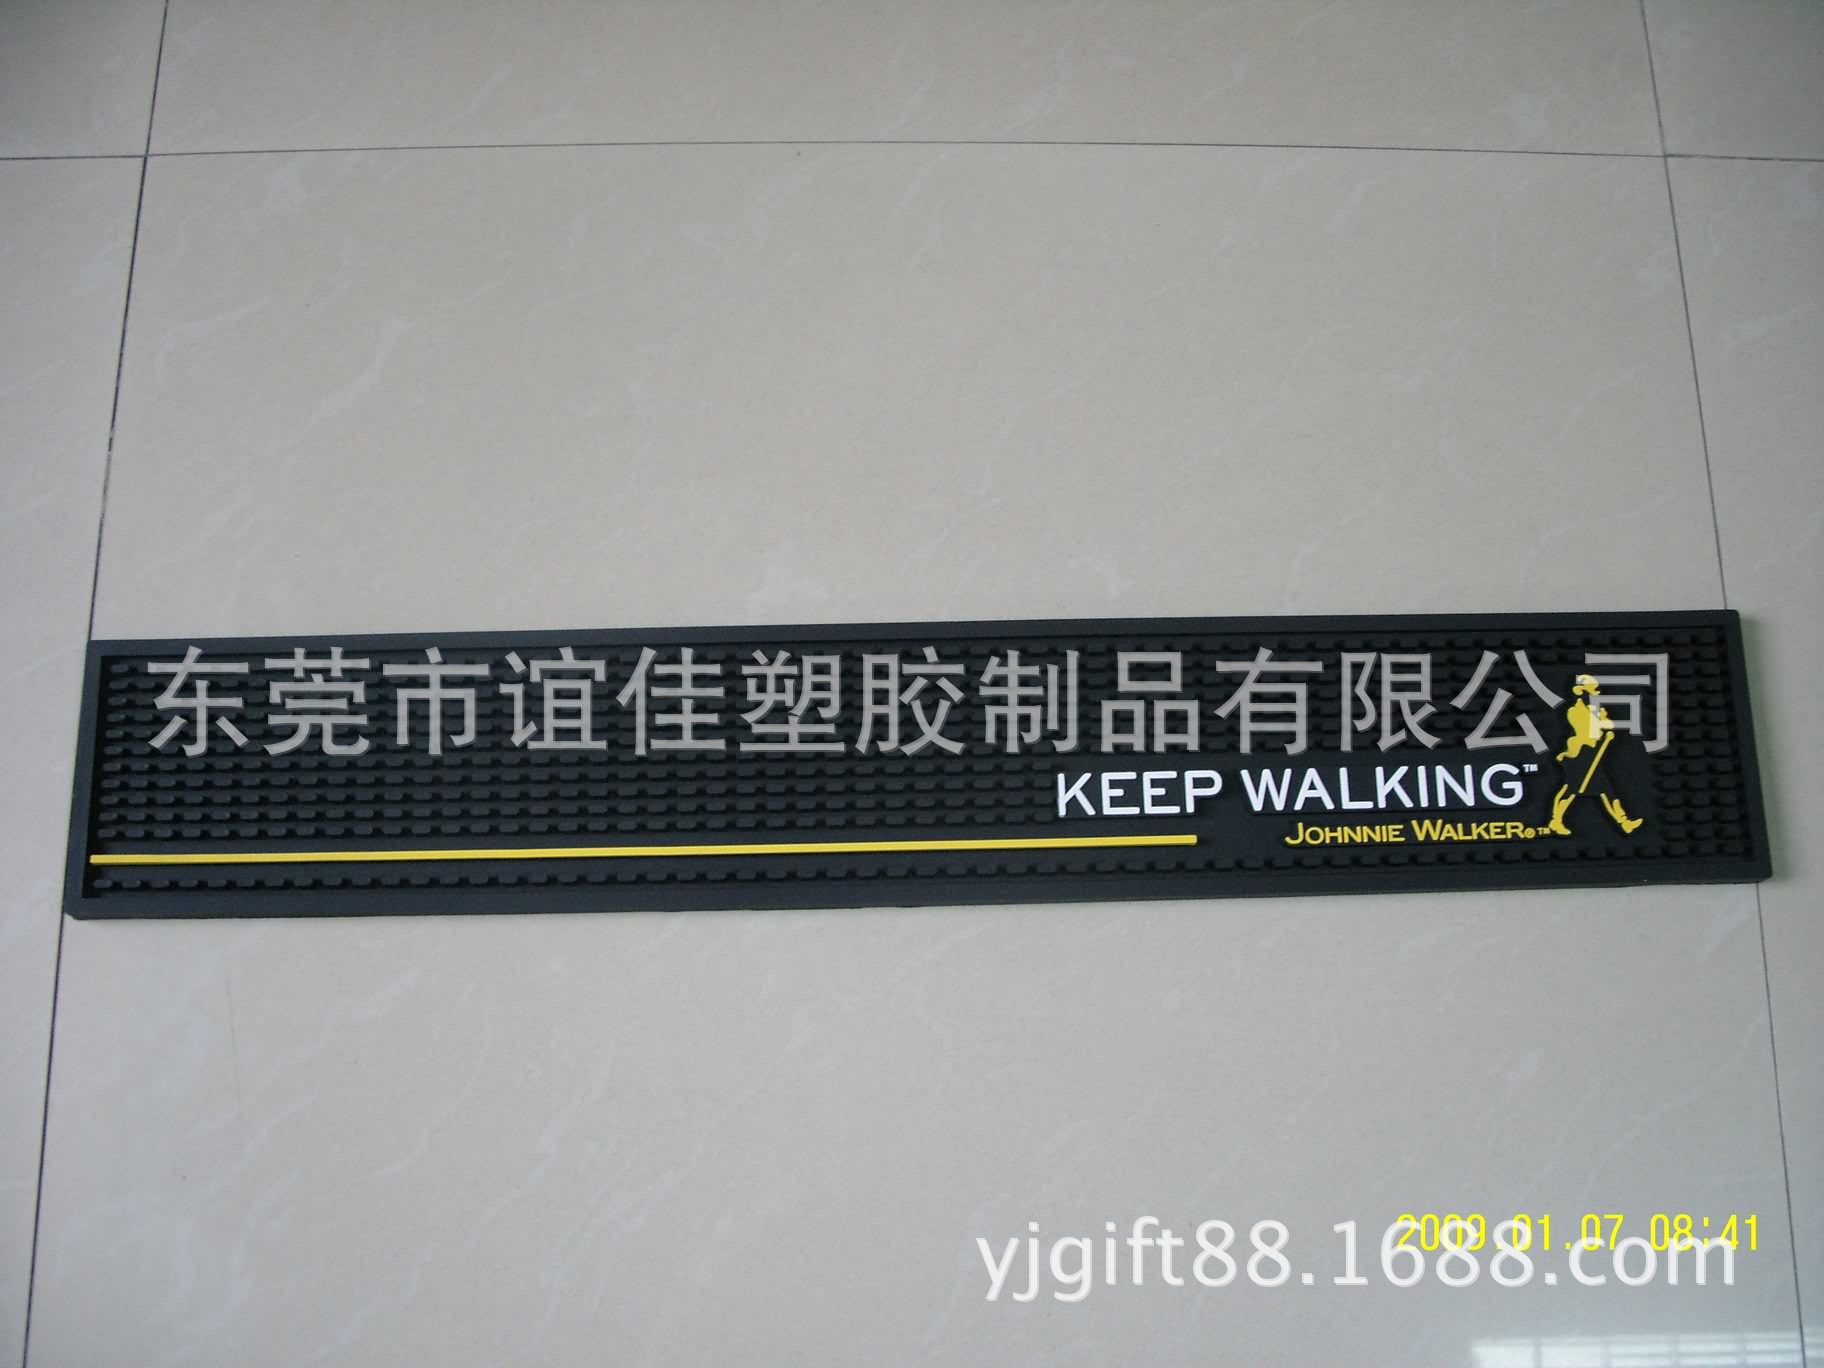 东莞市谊佳塑胶制品有限公司
KEEP WALKING™
JOHNNIE WALKER®™
2009.01.07 08:41
yjgift88.1688.com